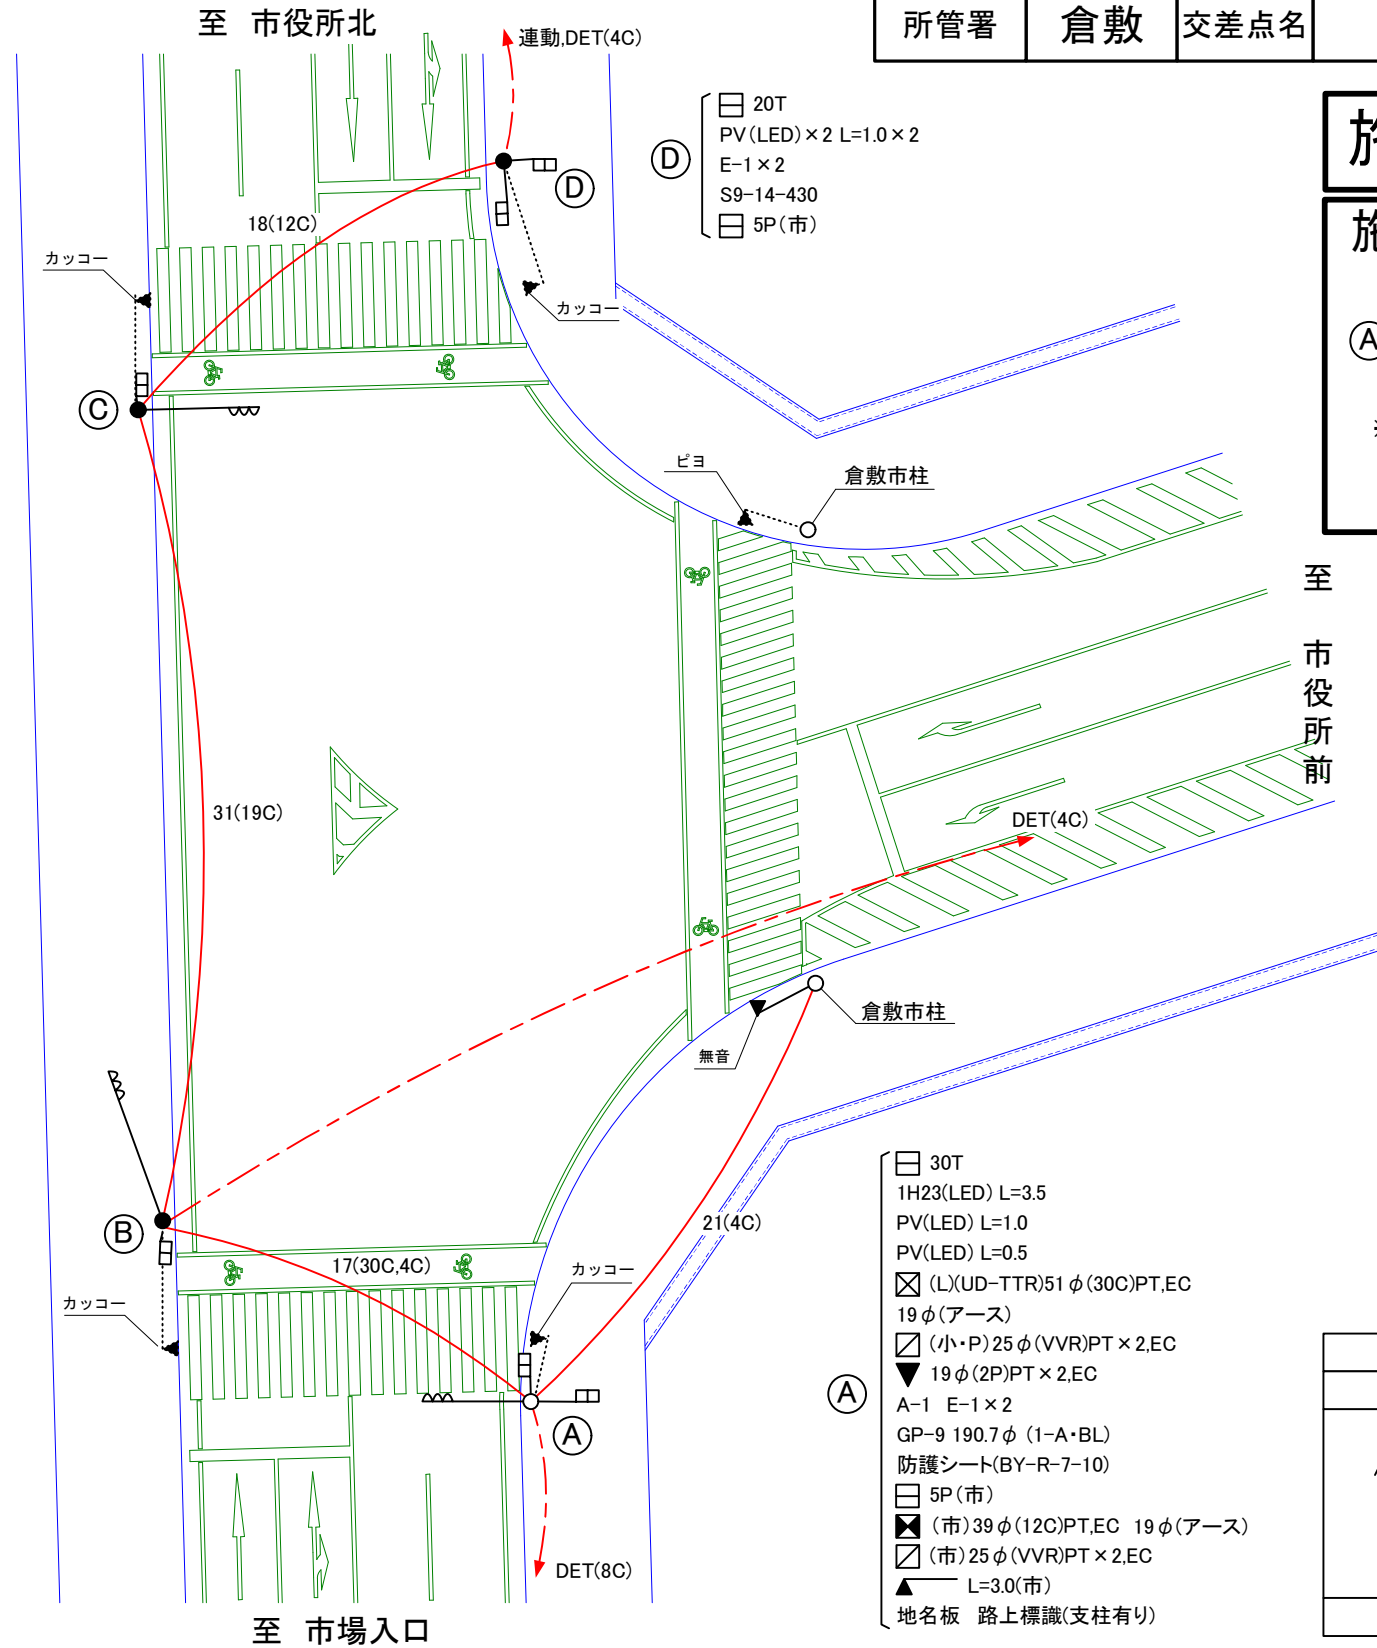 至 市役所北
連動,DET(4C)
所管署 倉敷 交差点名
D
20T
PV(LED)×2 L=1.0×2
E-1×2
S9-14-430
5P(市)
D
18(12C)
カッコー
カッコー
C
ピヨ
倉敷市柱
A
至 市役所前
31(19C)
DET(4C)
倉敷市柱
無音
B
21(4C)
17(30C,4C)
カッコー
カッコー
A
DET(8C)
A
30T
1H23(LED) L=3.5
PV(LED) L=1.0
PV(LED) L=0.5
(L)(UD-TTR)51φ(30C)PT,EC
19φ(アース)
(小・P)25φ(VVR)PT×2,EC
19φ(2P)PT×2,EC
A-1 E-1×2
GP-9 190.7φ (1-A・BL)
防護シート(BY-R-7-10)
5P(市)
(市)39φ(12C)PT,EC 19φ(アース)
(市)25φ(VVR)PT×2,EC
L=3.0(市)
地名板 路上標識(支柱有り)
至 市場入口